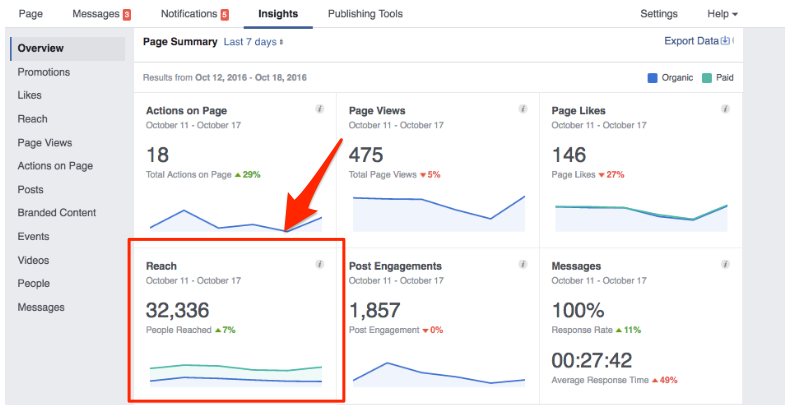 Page Messages 3 Notifications 5 Insights Publishing Tools Settings Help
Overview
Promotions
Likes
Reach
Page Views
Actions on Page
Posts
Branded Content
Events
Videos
People
Messages
Page Summary Last 7 days
Export Data
Results from Oct 12, 2016 - Oct 18, 2016
Organic Paid
Actions on Page
October 11 - October 17
18
Total Actions on Page ▲29%
Page Views
October 11 - October 17
475
Total Page Views ▼5%
Page Likes
October 11 - October 17
146
Page Likes ▼27%
Reach
October 11 - October 17
32,336
People Reached ▲7%
Post Engagements
October 11 - October 17
1,857
Post Engagement ▼0%
Messages
October 11 - October 17
100%
Response Rate ▲11%
00:27:42
Average Response Time ▲49%